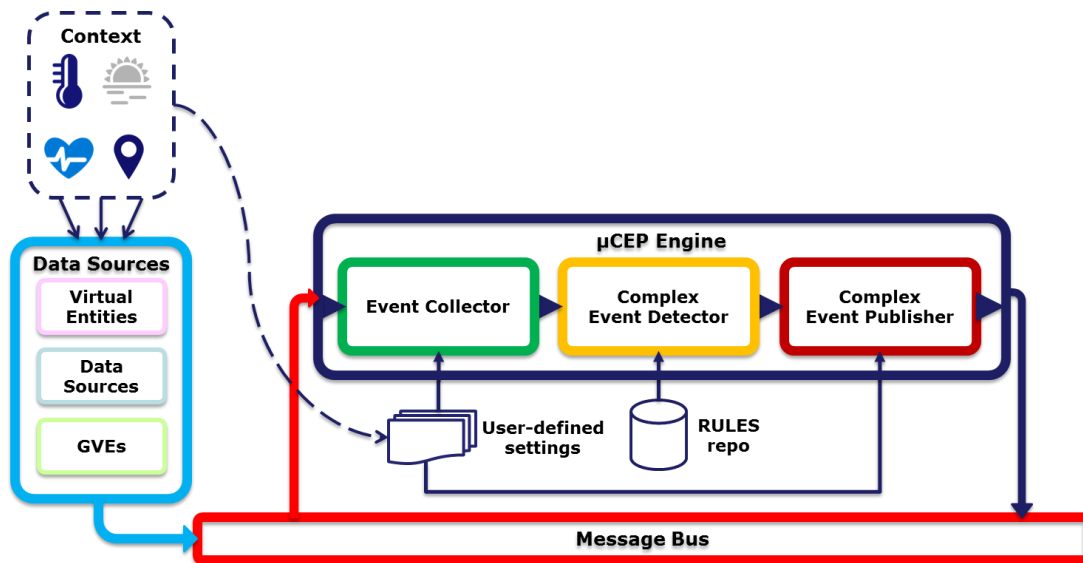 Context
Data Sources
Virtual
Entities
Data
Sources
GVEs
µCEP Engine
Event Collector
Complex
Event Detector
Complex
Event Publisher
User-defined
settings
RULES
repo
Message Bus